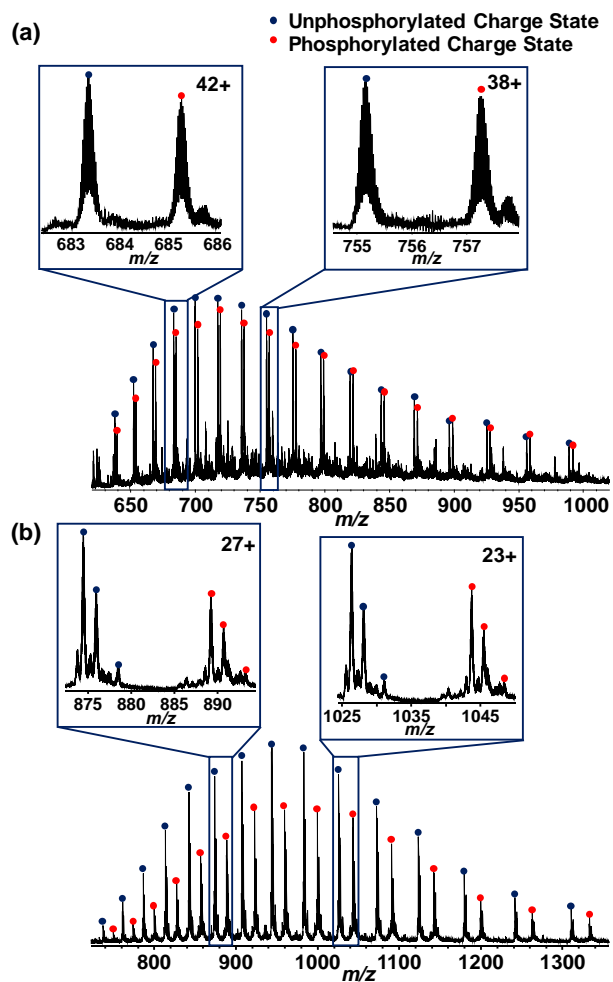 Unphosphorylated Charge State
(a)
Phosphorylated Charge State
42+
38+
683 684 685 686
m/z
755 756 757
m/z
650 700 750 800 850 900 950 1000
m/z
(b)
27+
23+
875 880 885 890
m/z
1025 1035 1045
m/z
800 900 1000 1100 1200 1300
m/z